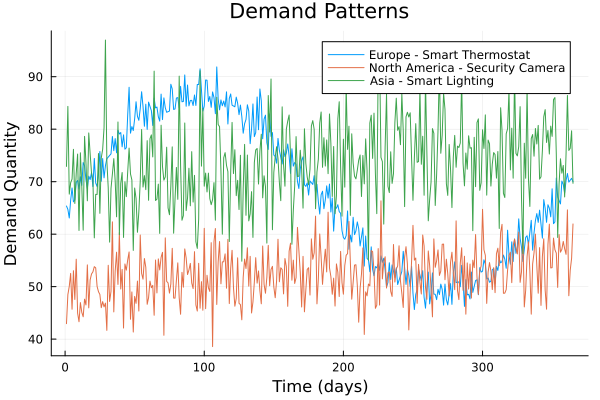 Demand Patterns
Europe - Smart Thermostat
North America - Security Camera
Asia - Smart Lighting
Demand Quantity
90
80
70
60
50
40
0
100
200
300
Time (days)